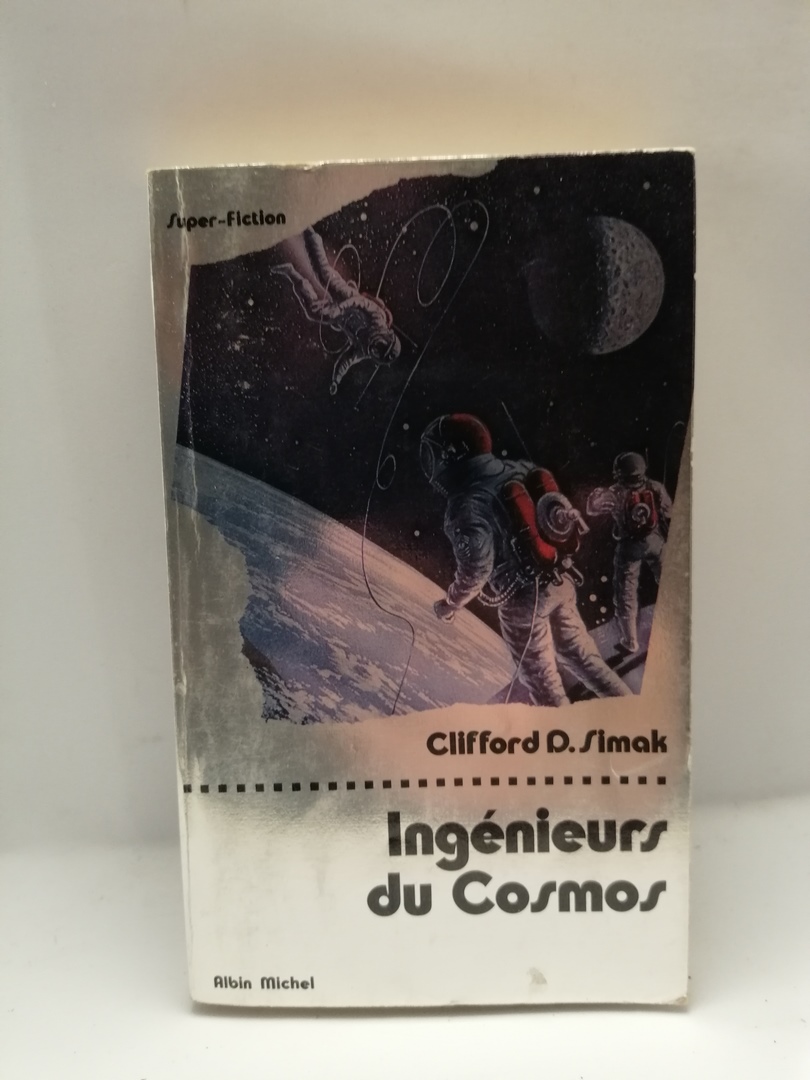 Super-Fiction
Clifford D. Simak
Ingénieurs
du Cosmos
Albin Michel